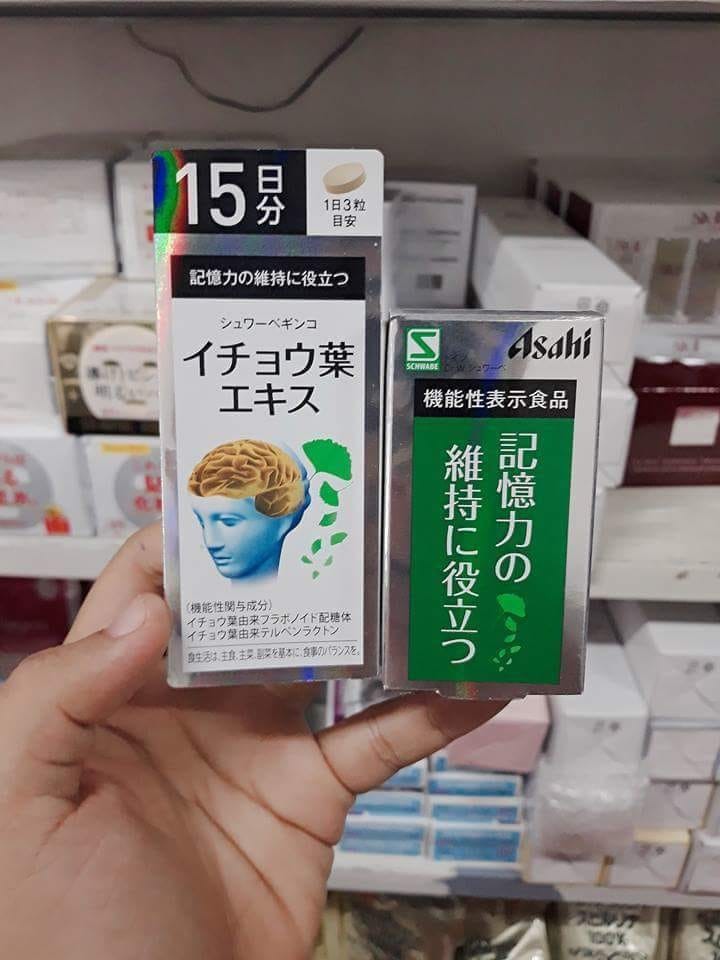 15日分
1日3粒
目安
記憶力の維持に役立つ
シュワーベギンコ
イチョウ葉
エキス
(機能性関与成分)
イチョウ葉由来フラボノイド配糖体
イチョウ葉由来テルペンラクトン
食生活は、主食、主菜、副菜を基本に、食事のバランスを。
SCHWABE
Asahi
シュワーベ
機能性表示食品
記憶力の
維持に役立つ